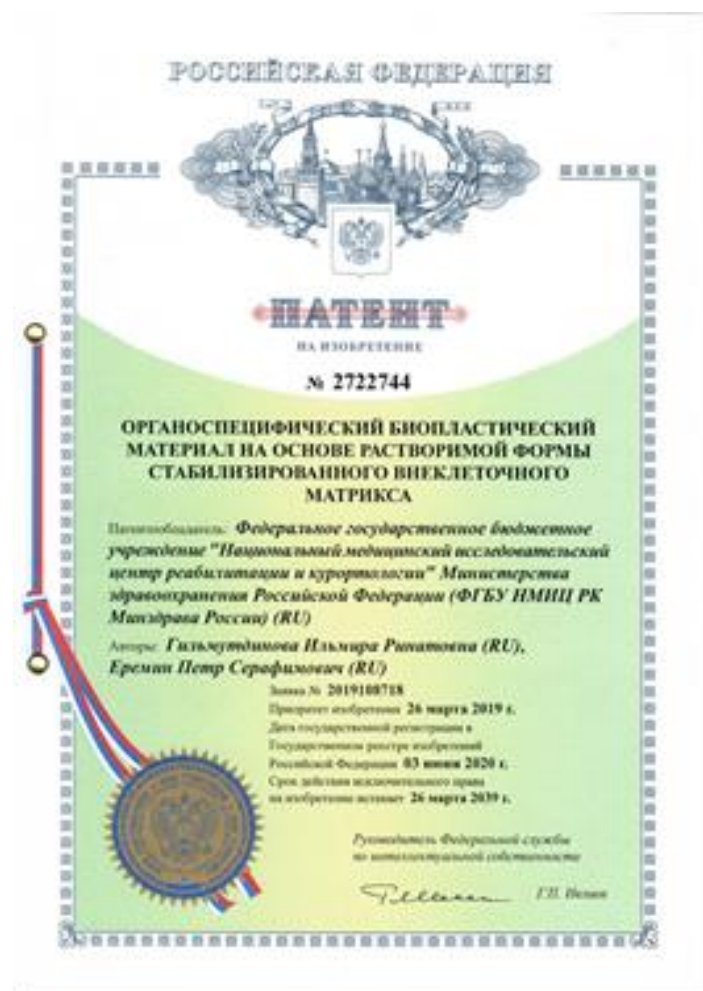 РОССИЙСКАЯ ФЕДЕРАЦИЯ
ПАТЕНТ
НА ИЗОБРЕТЕНИЕ
№ 2722744
ОРГАНОСПЕЦИФИЧЕСКИЙ БИОПЛАСТИЧЕСКИЙ
МАТЕРИАЛ НА ОСНОВЕ РАСТВОРИМОЙ ФОРМЫ
СТАБИЛИЗИРОВАННОГО ВНЕКЛЕТОЧНОГО
МАТРИКСА
Патентообладатель: Федеральное государственное бюджетное
учреждение "Национальный медицинский исследовательский
центр реабилитации и курортологии" Министерства
здравоохранения Российской Федерации (ФГБУ НМИЦ РК
Минздрава России) (RU)
Авторы: Гильмутдинова Ильмира Ринатовна (RU),
Еремин Петр Серафимович (RU)
Заявка № 2019108718
Приоритет изобретения 26 марта 2019 г.
Дата государственной регистрации в
Государственном реестре изобретений
Российской Федерации 03 июня 2020 г.
Срок действия исключительного права
на изобретение истекает 26 марта 2039 г.
Руководитель Федеральной службы
по интеллектуальной собственности
Г.П. Ивлиев